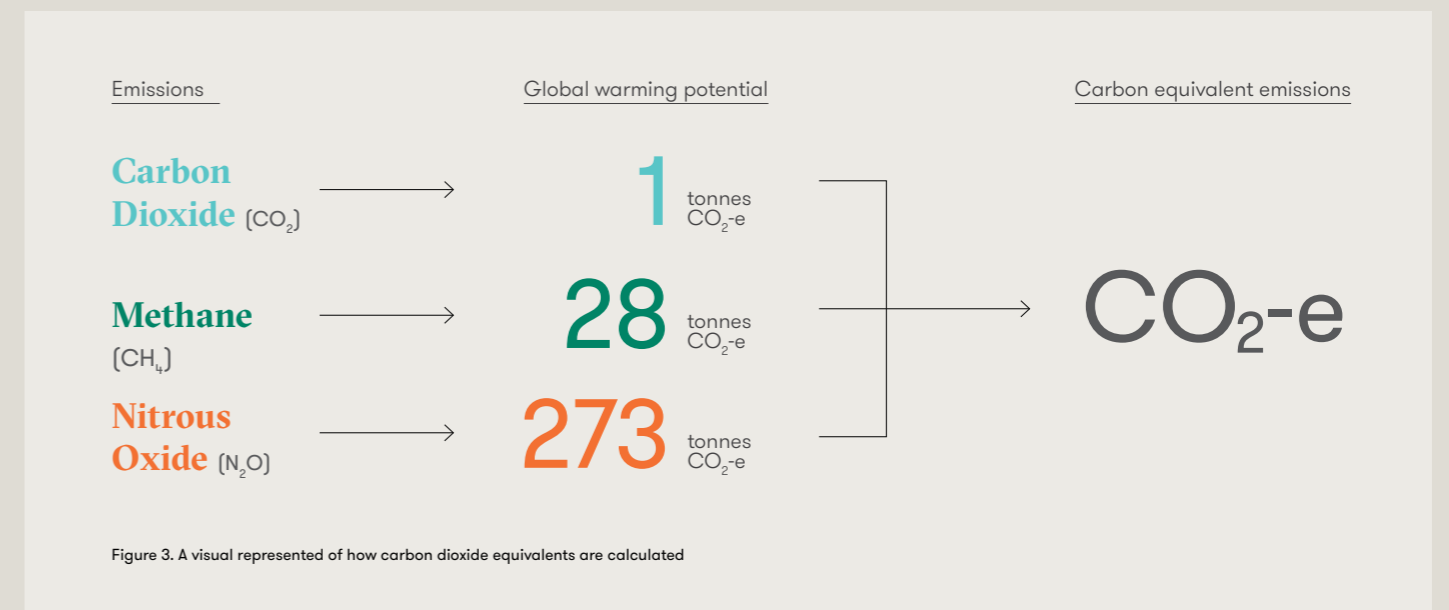 Emissions
Global warming potential
Carbon equivalent emissions
Carbon
Dioxide (CO₂)
1 tonnes
CO₂-e
Methane
(CH₄)
28 tonnes
CO₂-e
Nitrous
Oxide (N₂O)
273 tonnes
CO₂-e
CO₂-e
Figure 3. A visual represented of how carbon dioxide equivalents are calculated